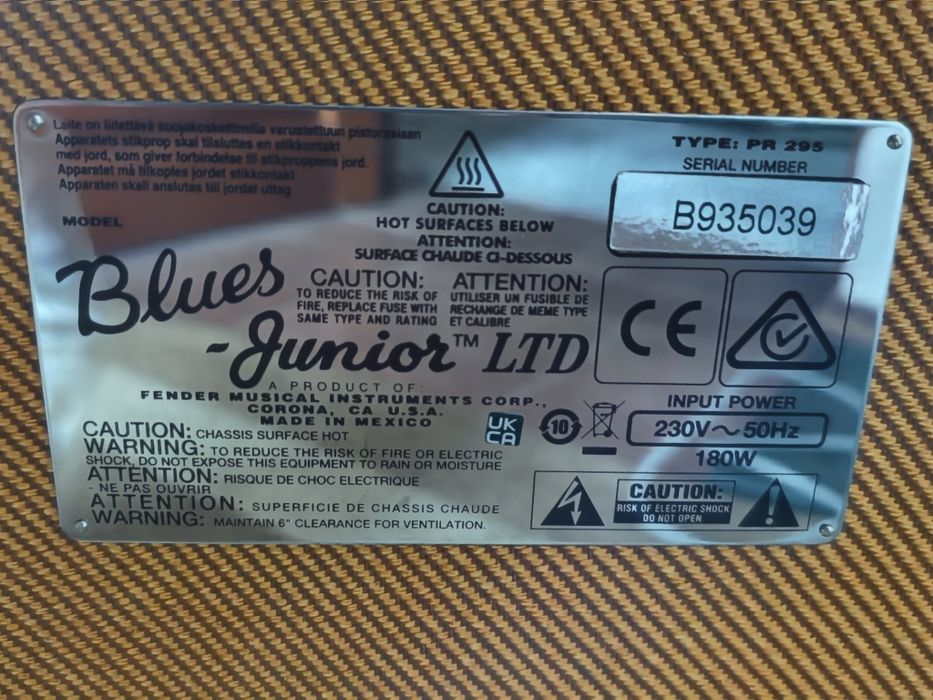 Laite on liitettävä suojakoskettimilla varustettuun pistorasiaan
Apparatets stikprop skal tilsluttes en stikkontakt
med jord, som giver forbindelse til stikproppens jord.
Apparatet må tilkoples jordet stikkontakt
Apparaten skall anslutas till jordat uttag
MODEL
Blues
-Junior™ LTD
CAUTION:
HOT SURFACES BELOW
ATTENTION:
SURFACE CHAUDE CI-DESSOUS
CAUTION:
TO REDUCE THE RISK OF
FIRE, REPLACE FUSE WITH
SAME TYPE AND RATING
ATTENTION:
UTILISER UN FUSIBLE DE
RECHANGE DE MEME TYPE
ET CALIBRE
A PRODUCT OF:
FENDER MUSICAL INSTRUMENTS CORP.,
CORONA, CA U.S.A.
MADE IN MEXICO
CAUTION: CHASSIS SURFACE HOT
WARNING: TO REDUCE THE RISK OF FIRE OR ELECTRIC
SHOCK, DO NOT EXPOSE THIS EQUIPMENT TO RAIN OR MOISTURE
ATTENTION: RISQUE DE CHOC ELECTRIQUE
- NE PAS OUVRIR
ATTENTION: SUPERFICIE DE CHASSIS CHAUDE
WARNING: MAINTAIN 6" CLEARANCE FOR VENTILATION.
TYPE: PR 295
SERIAL NUMBER
B935039
CE
UK
CA
10
INPUT POWER
230V~50Hz
180W
CAUTION:
RISK OF ELECTRIC SHOCK
DO NOT OPEN